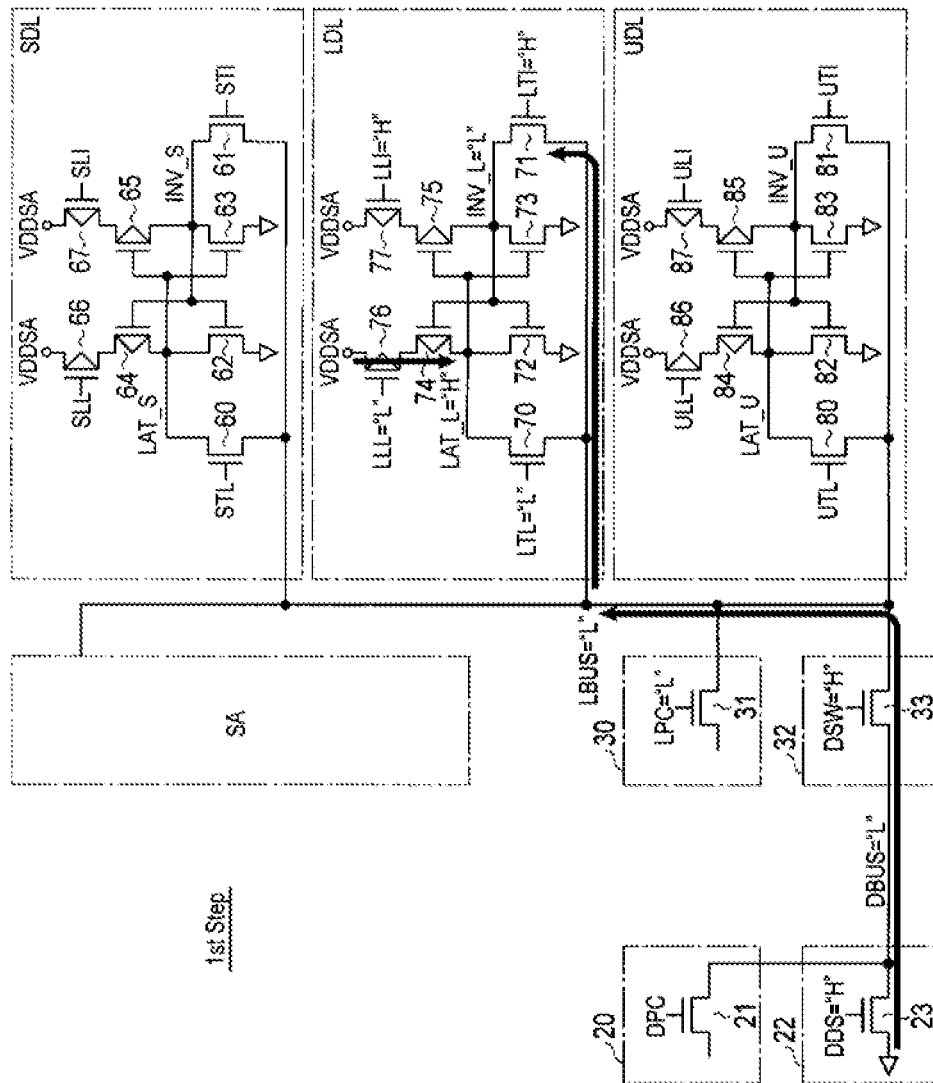 1st Step
SA
SDL
VDDSA
VDDSA
SLL
66
67
SLI
64
65
LAT_S
INV_S
STL
60
62
63
61
STI
LDL
VDDSA
VDDSA
LLL="L"
76
77
LLI="H"
74
75
LAT_L="H"
INV_L="L"
LTL="L"
70
72
73
71
LTI="H"
UDL
VDDSA
VDDSA
ULL
86
87
ULI
84
85
LAT_U
INV_U
UTL
80
82
83
81
UTI
LBUS="L"
30
LPC="L"
31
32
DSW="H"
33
DBUS="L"
20
DPC
21
22
DDS="H"
23